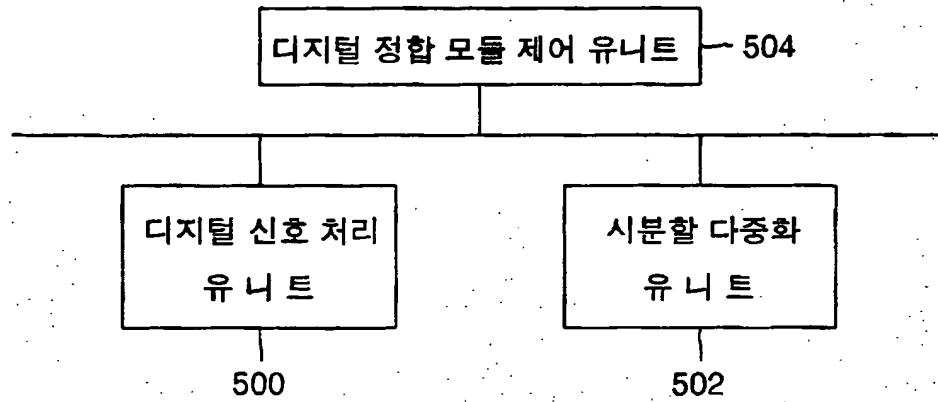 디지털 정합 모듈 제어 유니트
504
디지털 신호 처리
유 니 트
시분할 다중화
유 니 트
500
502